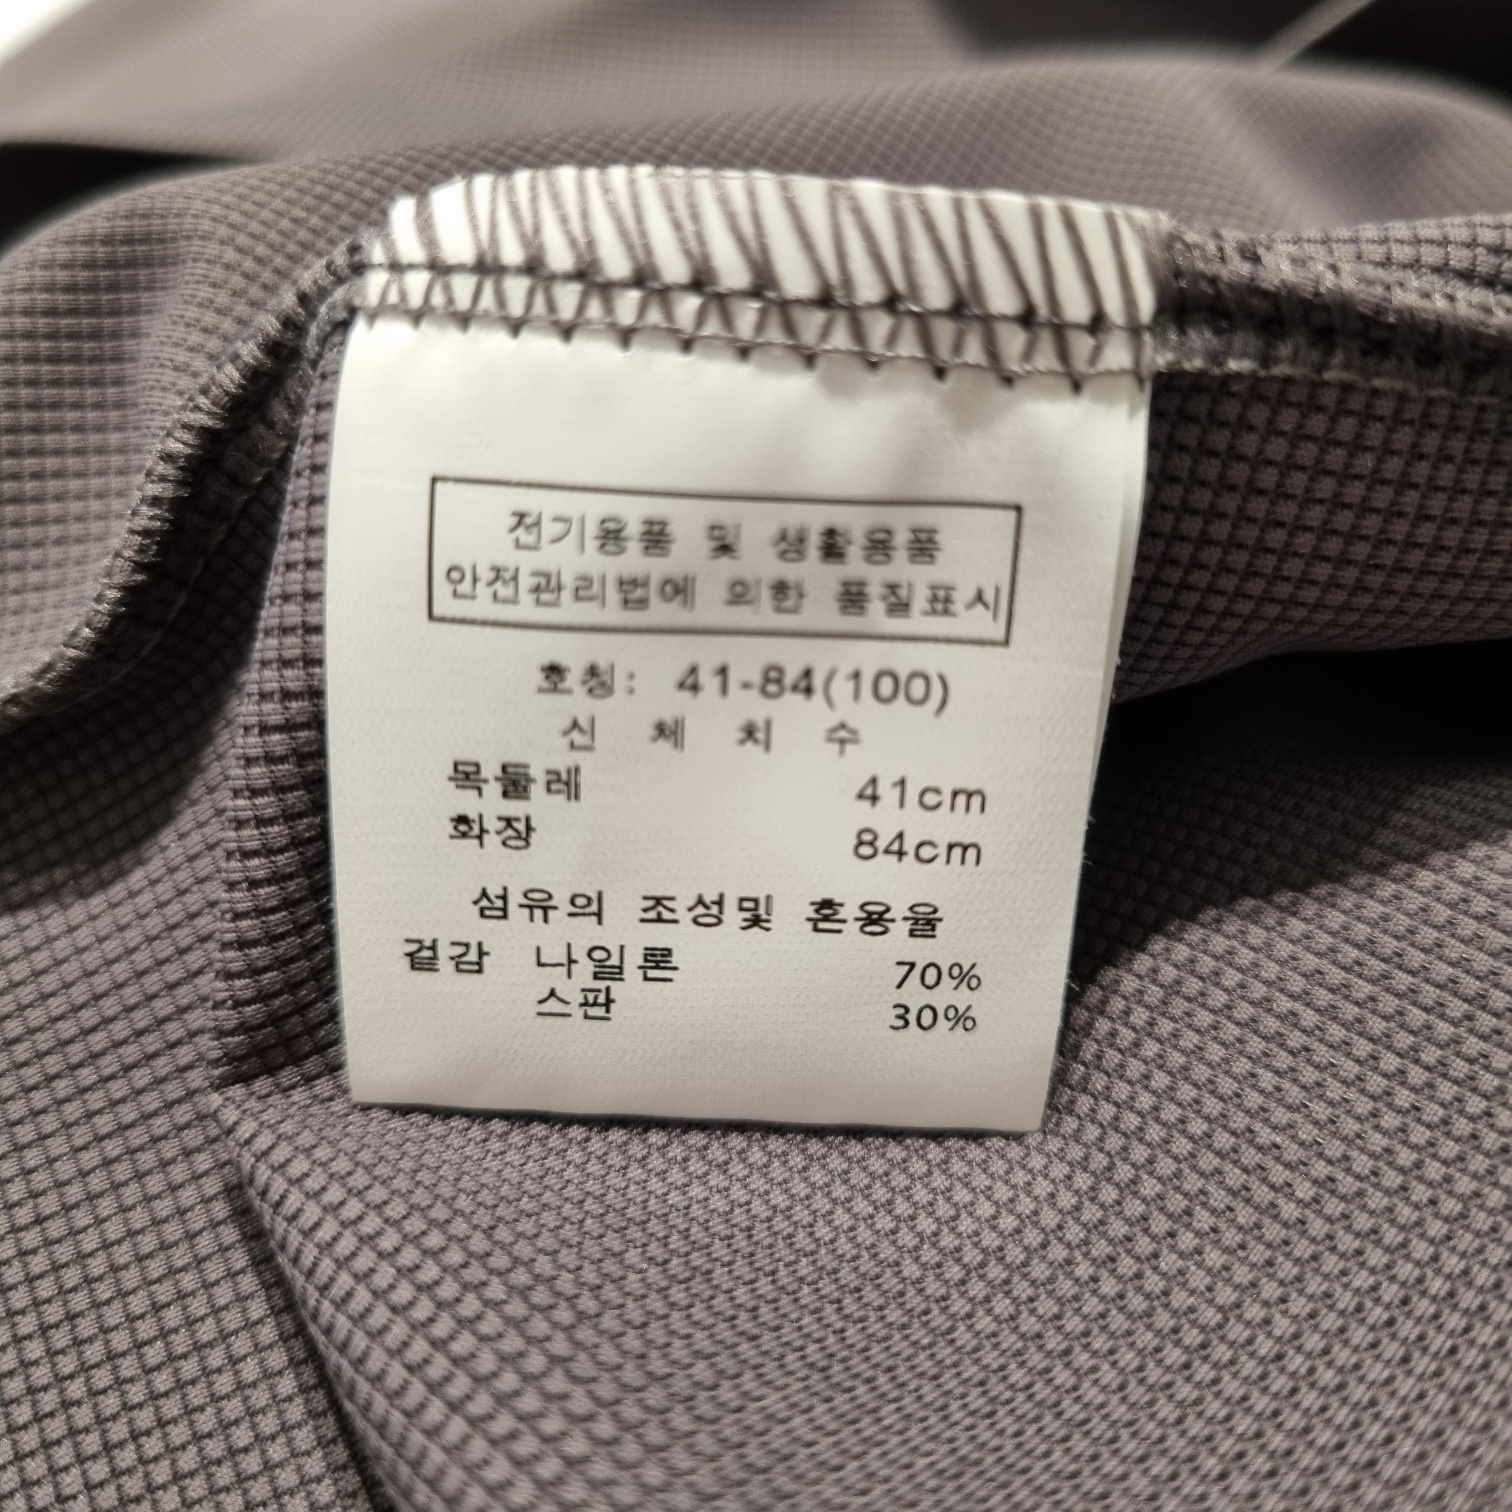 전기용품 및 생활용품
안전관리법에 의한 품질표시
호칭: 41-84(100)
신 체 치 수
목둘레 41cm
화장 84cm
섬유의 조성및 혼용율
겉감 나일론 70%
스판 30%